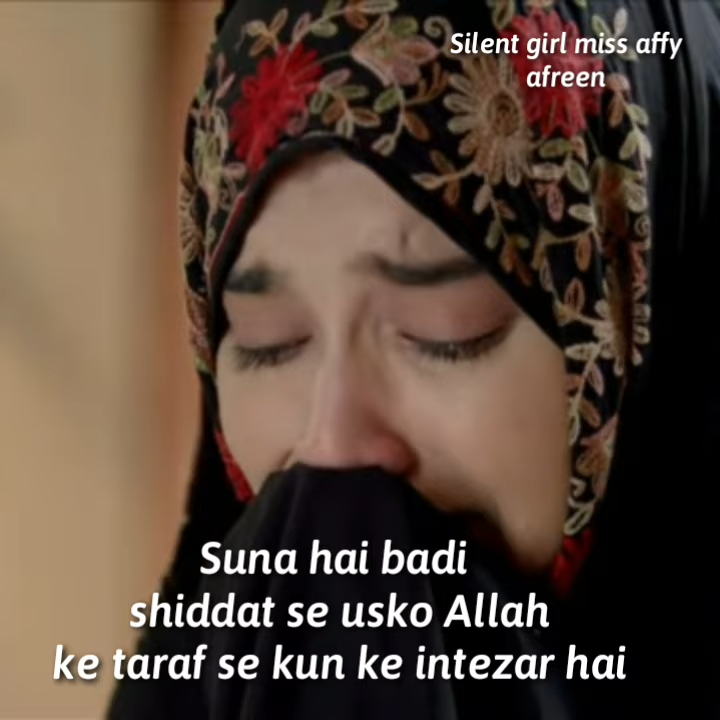 Silent girl miss affy
afreen
Suna hai badi
shiddat se usko Allah
ke taraf se kun ke intezar hai